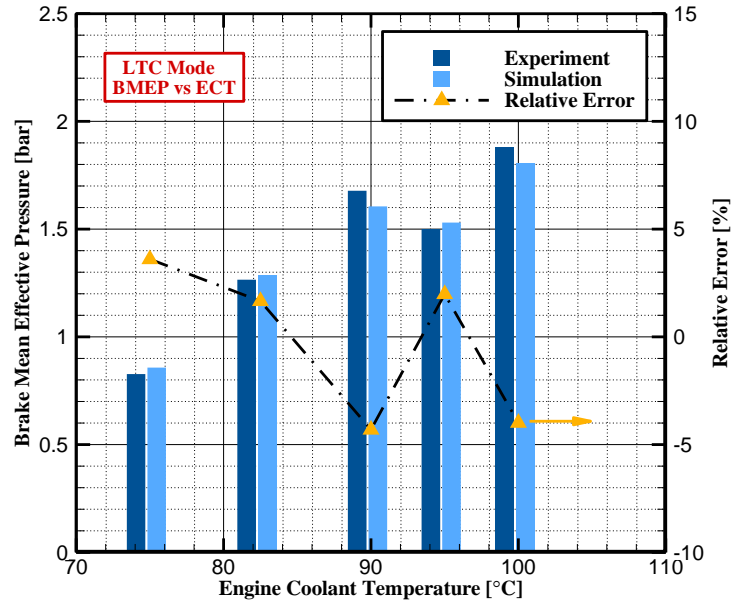 LTC Mode
BMEP vs ECT
Experiment
Simulation
Relative Error
Brake Mean Effective Pressure [bar]
2.5
2
1.5
1
0.5
0
Relative Error [%]
15
10
5
0
-5
-10
70
80
90
100
110
Engine Coolant Temperature [°C]